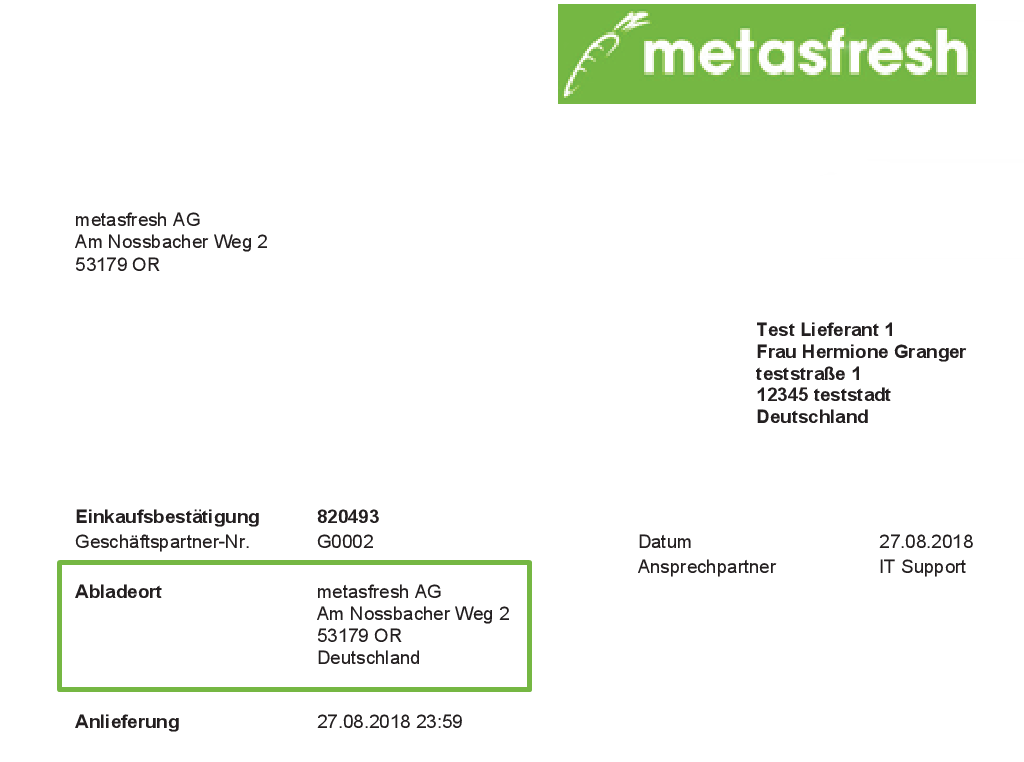 metasfresh
metasfresh AG
Am Nossbacher Weg 2
53179 OR
Test Lieferant 1
Frau Hermione Granger
teststraße 1
12345 teststadt
Deutschland
Einkaufsbestätigung 820493
Geschäftspartner-Nr. G0002
Datum 27.08.2018
Ansprechpartner IT Support
Abladeort metasfresh AG
Am Nossbacher Weg 2
53179 OR
Deutschland
Anlieferung 27.08.2018 23:59